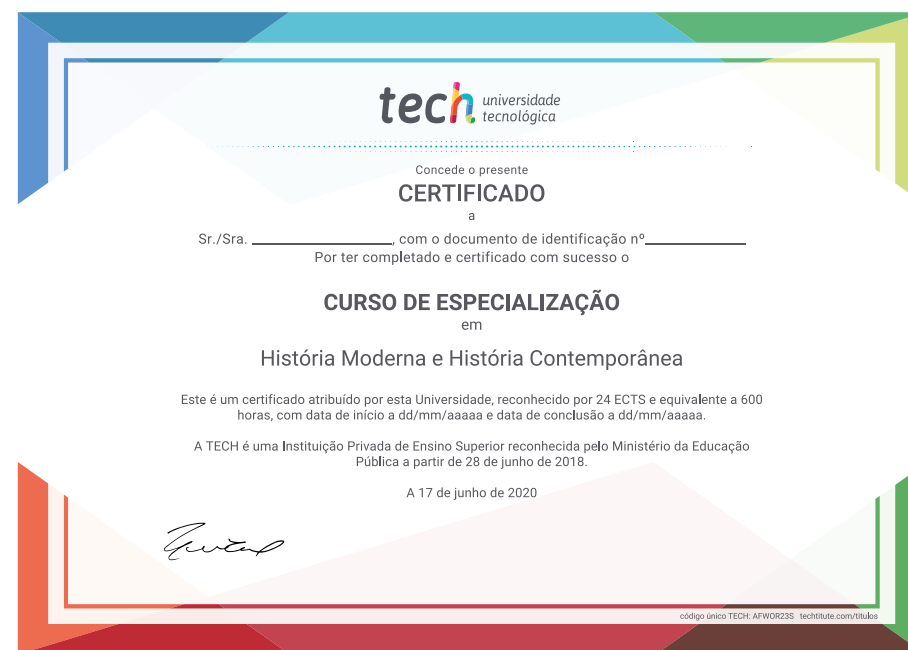 tech universidade
tecnológica
Concede o presente
CERTIFICADO
a
Sr./Sra. ____________, com o documento de identificação nº____________
Por ter completado e certificado com sucesso o
CURSO DE ESPECIALIZAÇÃO
em
História Moderna e História Contemporânea
Este é um certificado atribuído por esta Universidade, reconhecido por 24 ECTS e equivalente a 600
horas, com data de início a dd/mm/aaaaa e data de conclusão a dd/mm/aaaaa.
A TECH é uma Instituição Privada de Ensino Superior reconhecida pelo Ministério da Educação
Pública a partir de 28 de junho de 2018.
A 17 de junho de 2020
código único TECH: AFWOR23S techtitute.com/titulos